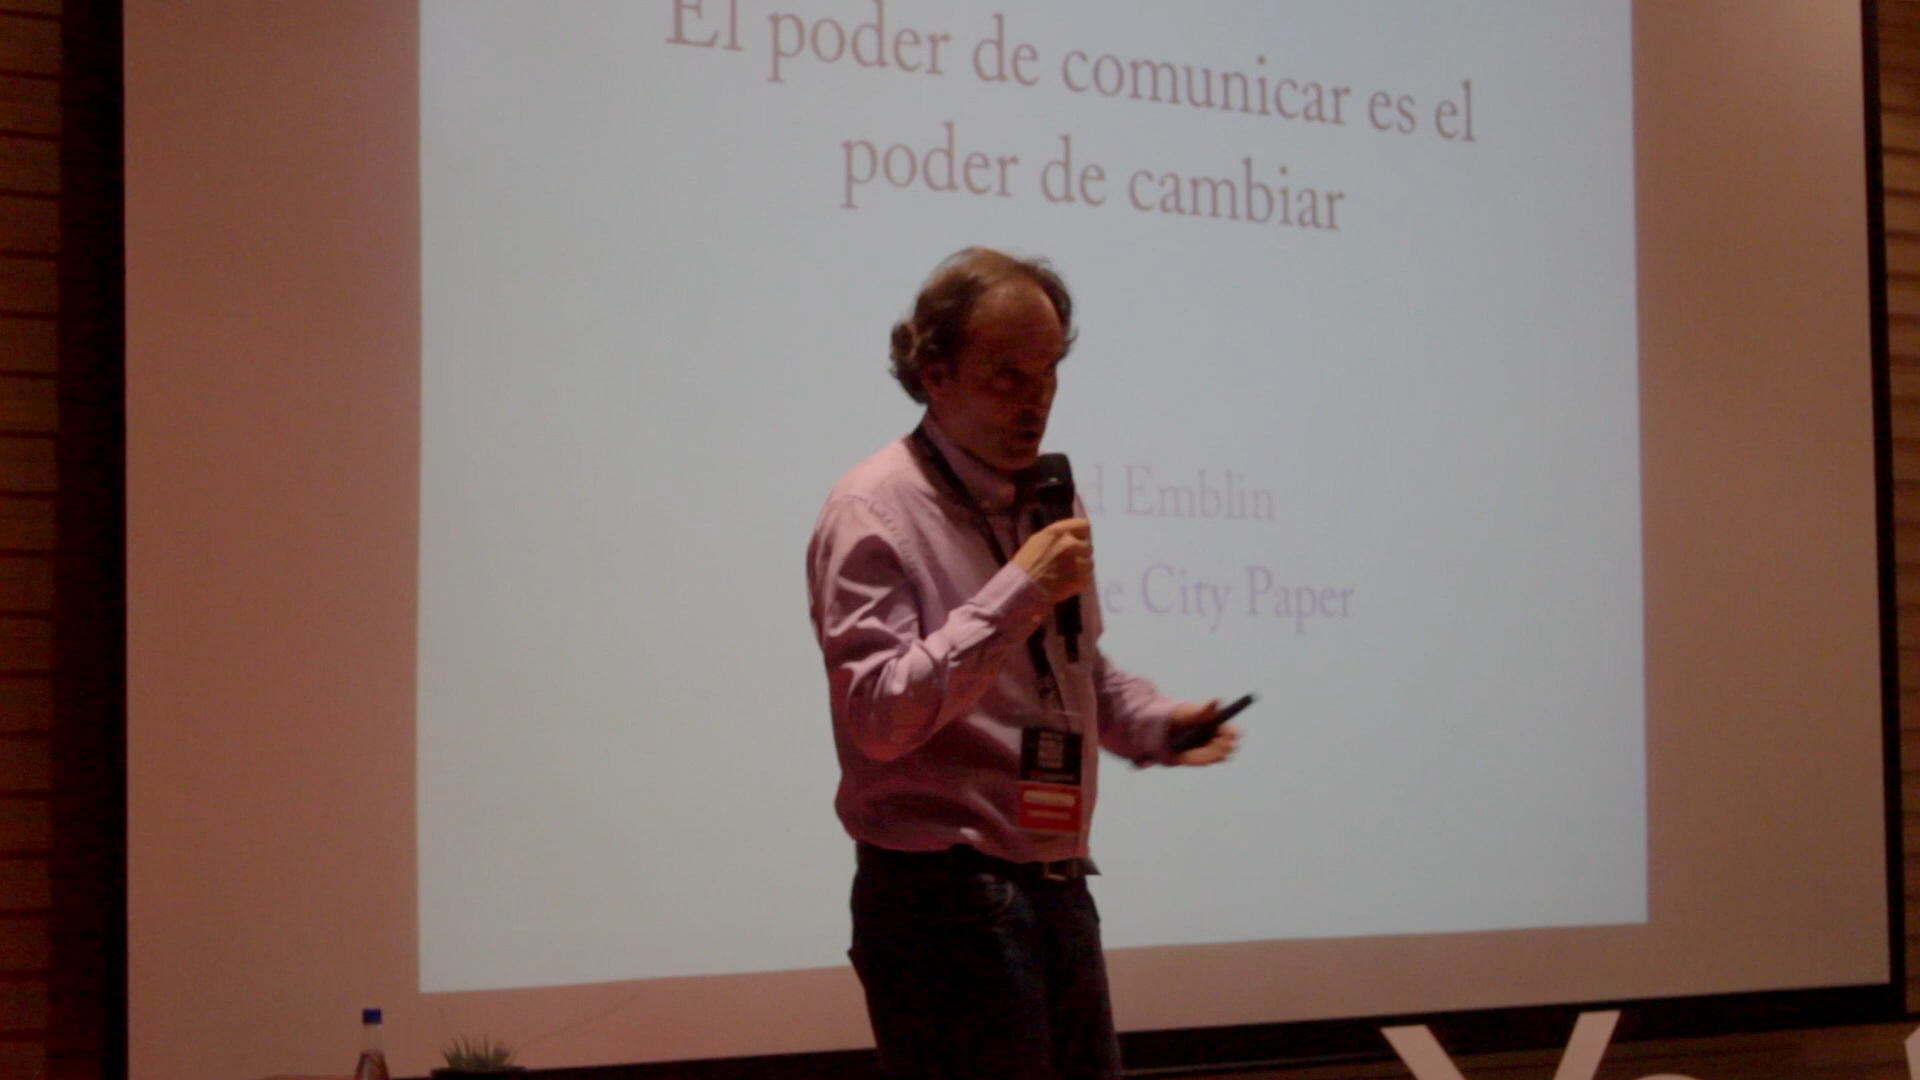 El poder de comunicar es el
poder de cambiar
d Emblin
e City Paper